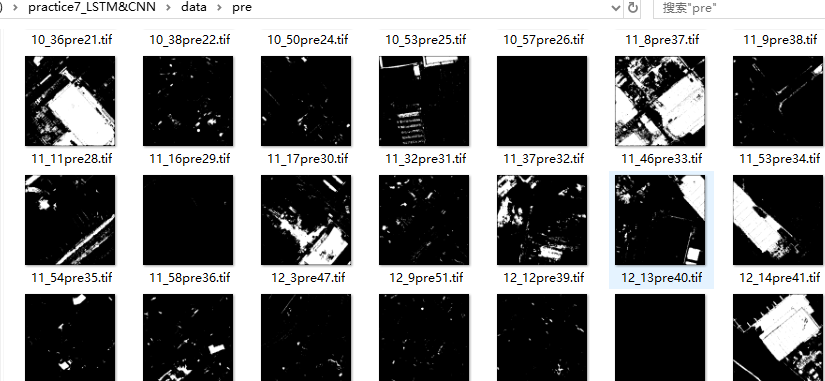 ) › practice7_LSTM&CNN › data › pre
搜索"pre"
10_36pre21.tif 10_38pre22.tif 10_50pre24.tif 10_53pre25.tif 10_57pre26.tif 11_8pre37.tif 11_9pre38.tif
11_11pre28.tif 11_16pre29.tif 11_17pre30.tif 11_32pre31.tif 11_37pre32.tif 11_46pre33.tif 11_53pre34.tif
11_54pre35.tif 11_58pre36.tif 12_3pre47.tif 12_9pre51.tif 12_12pre39.tif 12_13pre40.tif 12_14pre41.tif